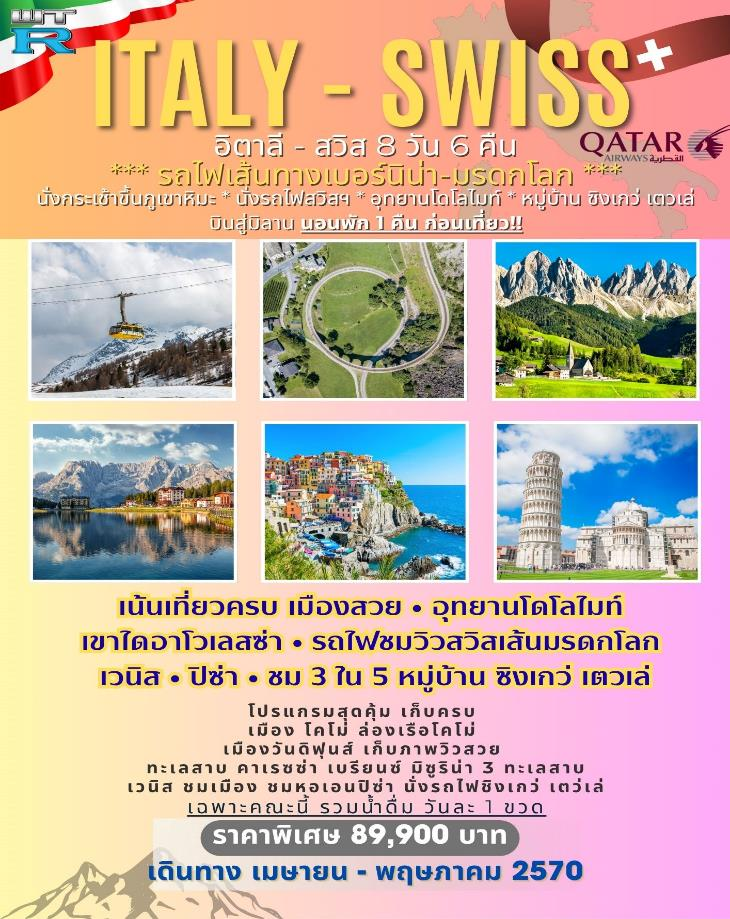 WT
R
ITALY - SWISS
อิตาลี - สวิส 8 วัน 6 คืน
QATAR
AIRWAYS القطرية
*** รถไฟเส้นทางเบอร์นิน่า-มรดกโลก ***
นั่งกระเช้าขึ้นภูเขาหิมะ * นั่งรถไฟสวิสฯ * อุทยานโดโลไมท์ * หมู่บ้าน ซิงเกว่ เตวเล่
บินสู่มิลาน นอนพัก 1 คืน ก่อนเที่ยว!!
เน้นเที่ยวครบ เมืองสวย • อุทยานโดโลไมท์
เขาไดอาโวเลสซ่า • รถไฟชมวิวสวิสเส้นมรดกโลก
เวนิส • ปิซ่า • ชม 3 ใน 5 หมู่บ้าน ซิงเกว่ เตวเล่
โปรแกรมสุดคุ้ม เก็บครบ
เมือง โคโม่ ล่องเรือโคโม่
เมืองวันดิฟุนส์ เก็บภาพวิวสวย
ทะเลสาบ คาเรซซ่า เบรียนซ์ มิซูริน่า 3 ทะเลสาบ
เวนิส ชมเมือง ชมหอเอนปิซ่า นั่งรถไฟชิงเกว่ เตว์เล่
เฉพาะคณะนี้ รวมน้ำดื่ม วันละ 1 ขวด
ราคาพิเศษ 89,900 บาท
เดินทาง เมษายน - พฤษภาคม 2570